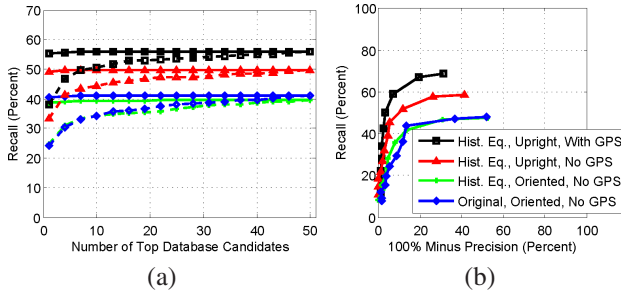 70
60
50
40
30
20
10
0
0 10 20 30 40 50
Recall (Percent)
Number of Top Database Candidates
(a)
100
80
60
40
20
0
0 20 40 60 80 100
Recall (Percent)
100% Minus Precision (Percent)
Hist. Eq., Upright, With GPS
Hist. Eq., Upright, No GPS
Hist. Eq., Oriented, No GPS
Original, Oriented, No GPS
(b)